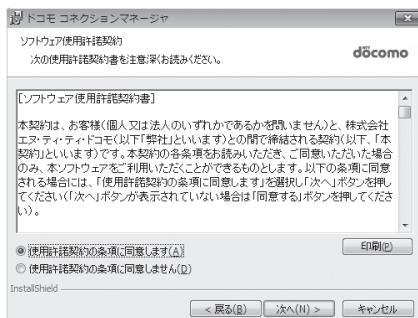 ドコモ コネクションマネージャ
ソフトウェア使用許諾契約
次の使用許諾契約書を注意深くお読みください。
döcomo
[ソフトウェア使用許諾契約書]
本契約は、お客様(個人又は法人のいずれかであるかを問いません)と、株式会社
エヌ・ティ・ティ・ドコモ(以下「弊社」といいます)との間で締結される契約(以下、「本
契約」といいます)です。本契約の各条項をお読みいただき、ご同意いただいた場合
のみ、本ソフトウェアをご利用いただくことができるものとします。以下の条項に同意
される場合には、「使用許諾契約の条項に同意します」を選択し「次へ」ボタンを押し
てください(「次へ」ボタンが表示されていない場合は「同意する」ボタンを押してくださ
い)。
使用許諾契約の条項に同意します(A)
印刷(P)
使用許諾契約の条項に同意しません(D)
InstallShield
< 戻る(B)
次へ(N) >
キャンセル